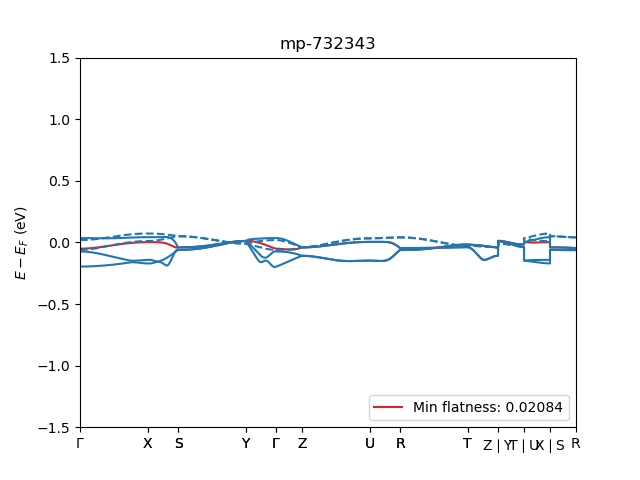 mp-732343
1.5
1.0
0.5
0.0
−0.5
−1.0
−1.5
E − E_F (eV)
Min flatness: 0.02084
Γ X S Y Γ Z U R T Z | Y T | U X | S R